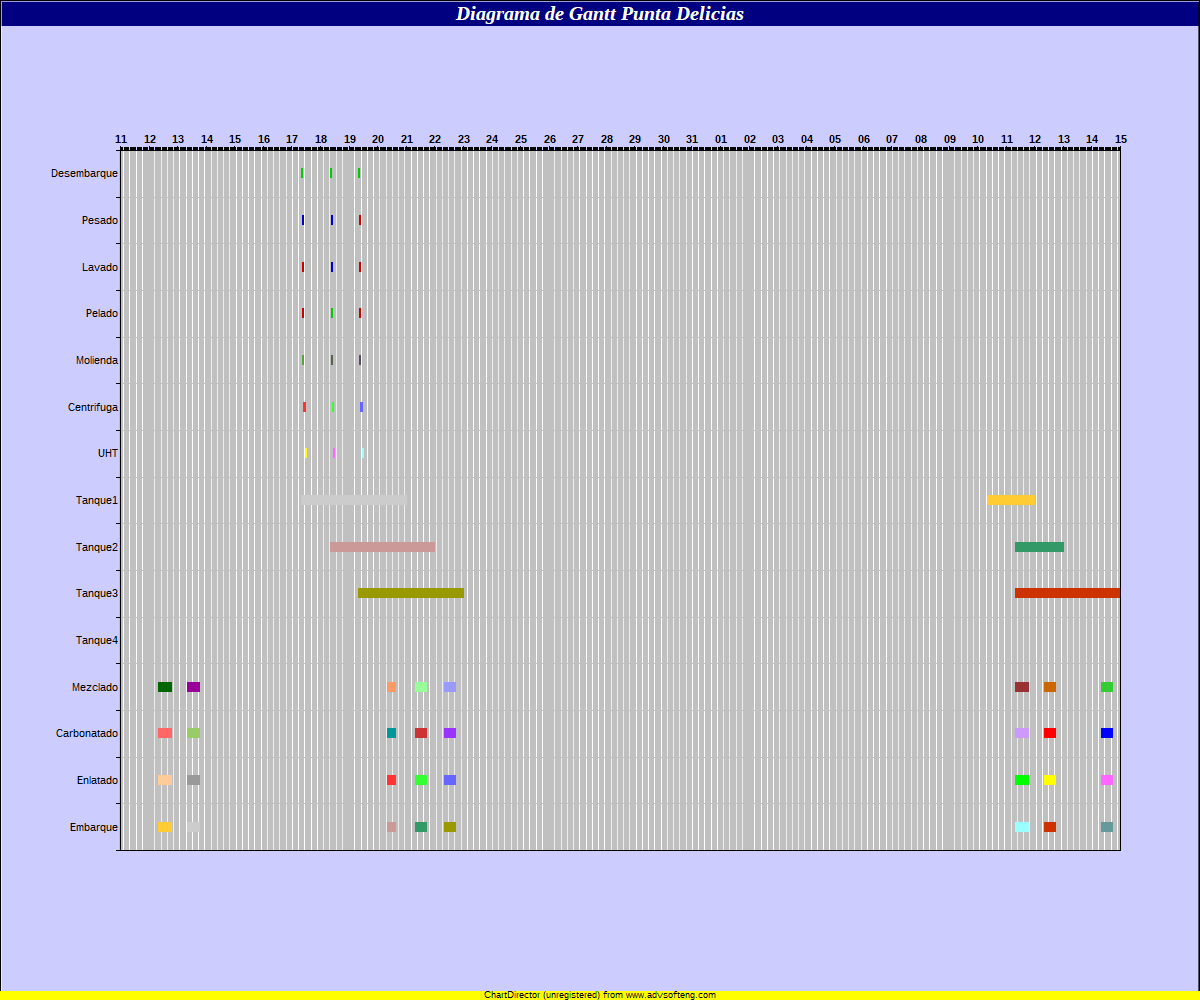 Diagrama de Gantt Punta Delicias
11 12 13 14 15 16 17 18 19 20 21 22 23 24 25 26 27 28 29 30 31 01 02 03 04 05 06 07 08 09 10 11 12 13 14 15
Desembarque
Pesado
Lavado
Pelado
Molienda
Centrifuga
UHT
Tanque1
Tanque2
Tanque3
Tanque4
Mezclado
Carbonatado
Enlatado
Embarque
ChartDirector (unregistered) from www.advsofteng.com